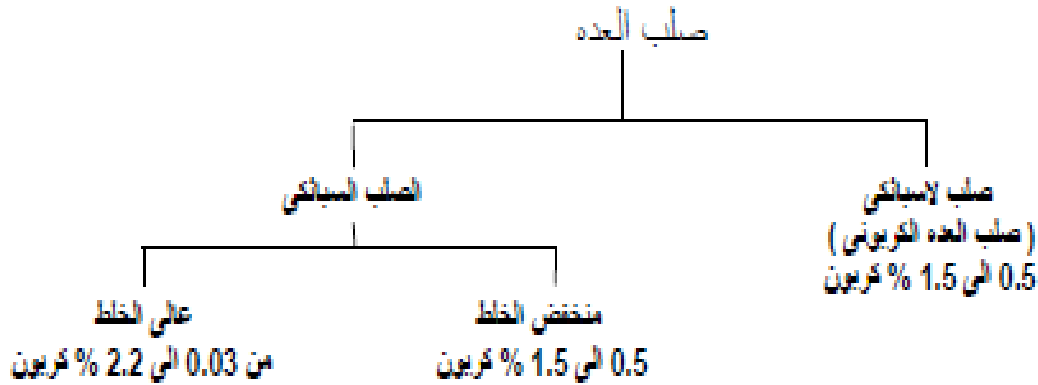 صلب العده
صلب لاسبائكي
( صلب العده الكربوني )
0.5 الي 1.5 % كربون
الصلب السبائكي
منخفض الخلط
0.5 الي 1.5 % كربون
عالي الخلط
من 0.03 الي 2.2 % كربون